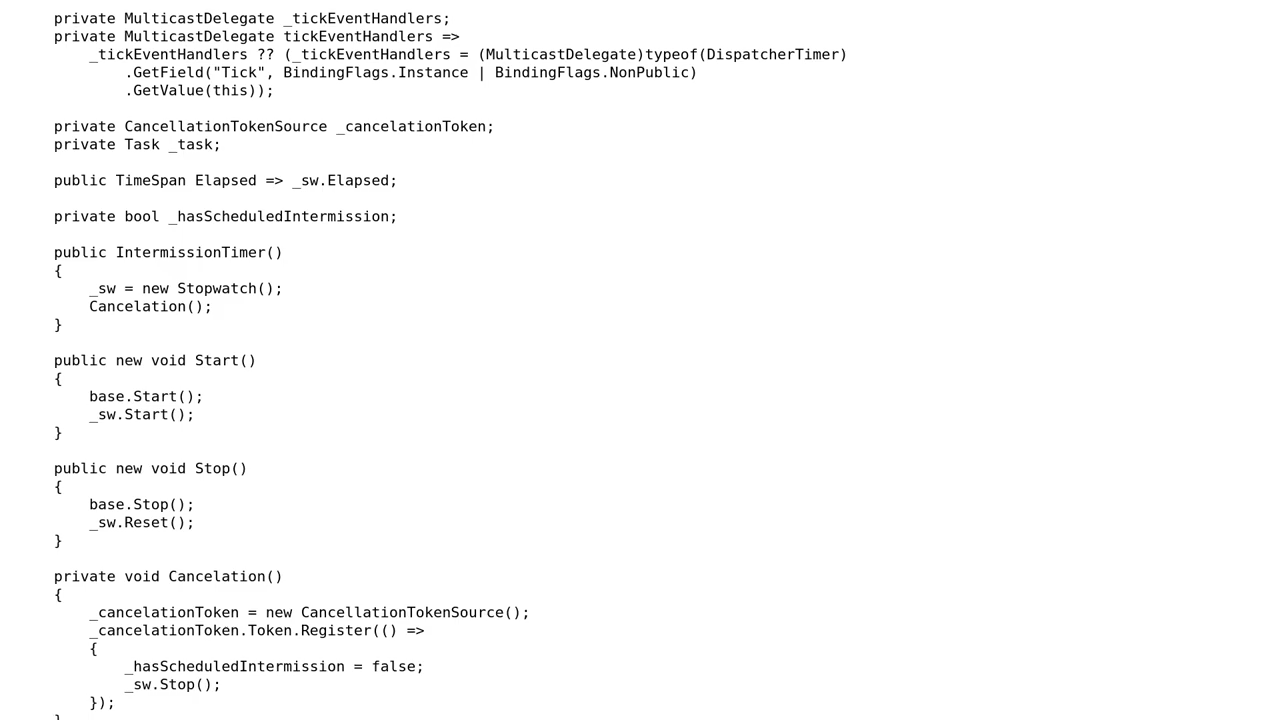 private MulticastDelegate _tickEventHandlers;
private MulticastDelegate tickEventHandlers =>
    _tickEventHandlers ?? (_tickEventHandlers = (MulticastDelegate)typeof(DispatcherTimer)
        .GetField("Tick", BindingFlags.Instance | BindingFlags.NonPublic)
        .GetValue(this));

private CancellationTokenSource _cancelationToken;
private Task _task;

public TimeSpan Elapsed => _sw.Elapsed;

private bool _hasScheduledIntermission;

public IntermissionTimer()
{
    _sw = new Stopwatch();
    Cancelation();
}

public new void Start()
{
    base.Start();
    _sw.Start();
}

public new void Stop()
{
    base.Stop();
    _sw.Reset();
}

private void Cancelation()
{
    _cancelationToken = new CancellationTokenSource();
    _cancelationToken.Token.Register(() =>
    {
        _hasScheduledIntermission = false;
        _sw.Stop();
    });
}